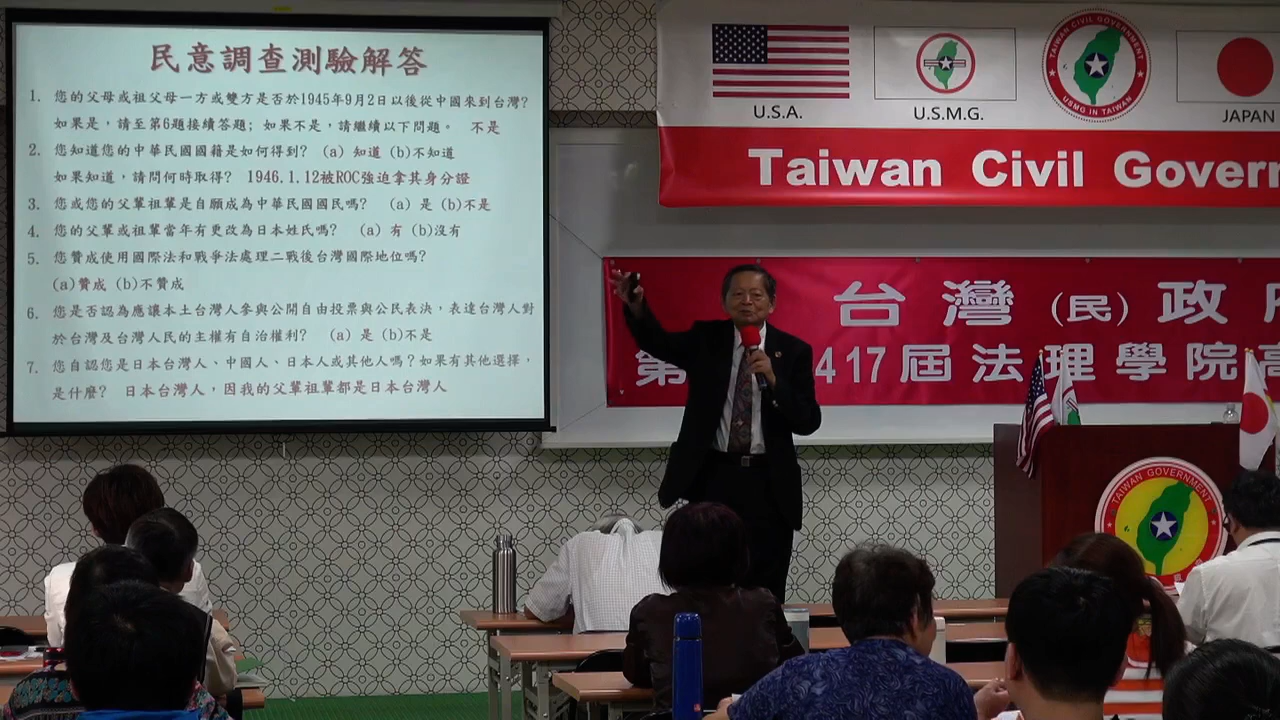 民意調查測驗解答
1. 您的父母或祖父母一方或雙方是否於1945年9月2日以後從中國來到台灣?
如果是，請至第6題接續答題; 如果不是，請繼續以下問題。 不是
2. 您知道您的中華民國國籍是如何得到? (a) 知道 (b)不知道
如果知道，請問何時取得? 1946.1.12被ROC強迫拿其身分證
3. 您或您的父輩祖輩是自願成為中華民國國民嗎? (a) 是 (b)不是
4. 您的父輩或祖輩當年有更改為日本姓氏嗎? (a) 有 (b)沒有
5. 您贊成使用國際法和戰爭法處理二戰後台灣國際地位嗎?
(a)贊成 (b)不贊成
6. 您是否認為應讓本土台灣人參與公開自由投票與公民表決，表達台灣人對
於台灣及台灣人民的主權有自治權利? (a) 是 (b)不是
7. 您自認您是日本台灣人、中國人、日本人或其他人嗎？如果有其他選擇，
是什麼? 日本台灣人，因我的父輩祖輩都是日本台灣人
U.S.A.
U.S.M.G.
TAIWAN CIVIL GOVERNMENT
USMG IN TAIWAN
JAPAN
Taiwan Civil Govern
台灣(民)政
第 417屆法理學院高
TAIWAN GOVERNMENT